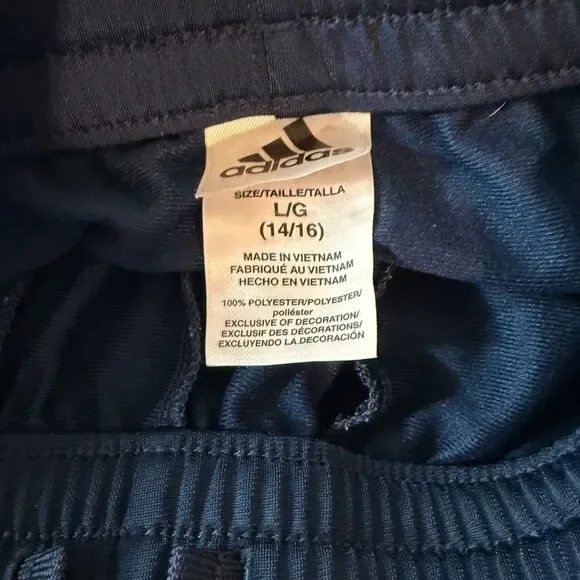 adidas
SIZE/TAILLE/TALLA
L/G
(14/16)
MADE IN VIETNAM
FABRIQUÉ AU VIETNAM
HECHO EN VIETNAM
100% POLYESTER/POLYESTER/
poliéster
EXCLUSIVE OF DECORATION/
EXCLUSIF DES DÉCORATIONS/
EXCLUYENDO LA DECORACIÓN